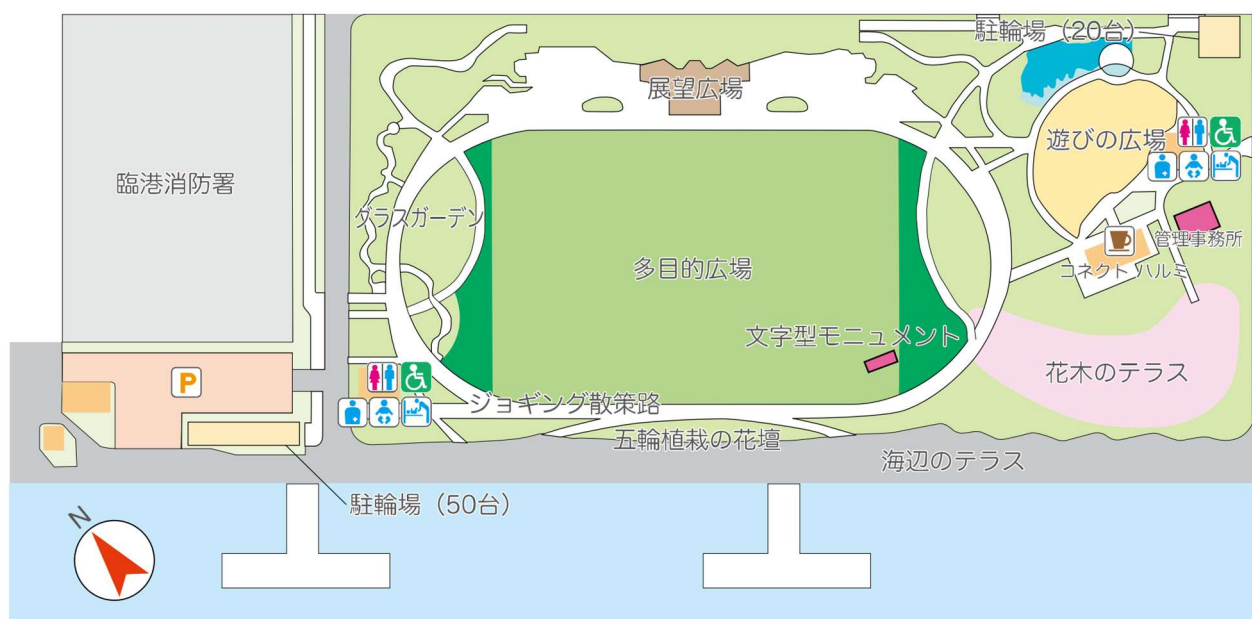 駐輪場（20台）
展望広場
遊びの広場
臨港消防署
ダラスガーデン
管理事務所
多目的広場
コネクト ハルミ
文字型モニュメント
花木のテラス
P
ジョギング散策路
五輪植栽の花壇
海辺のテラス
駐輪場（50台）
N